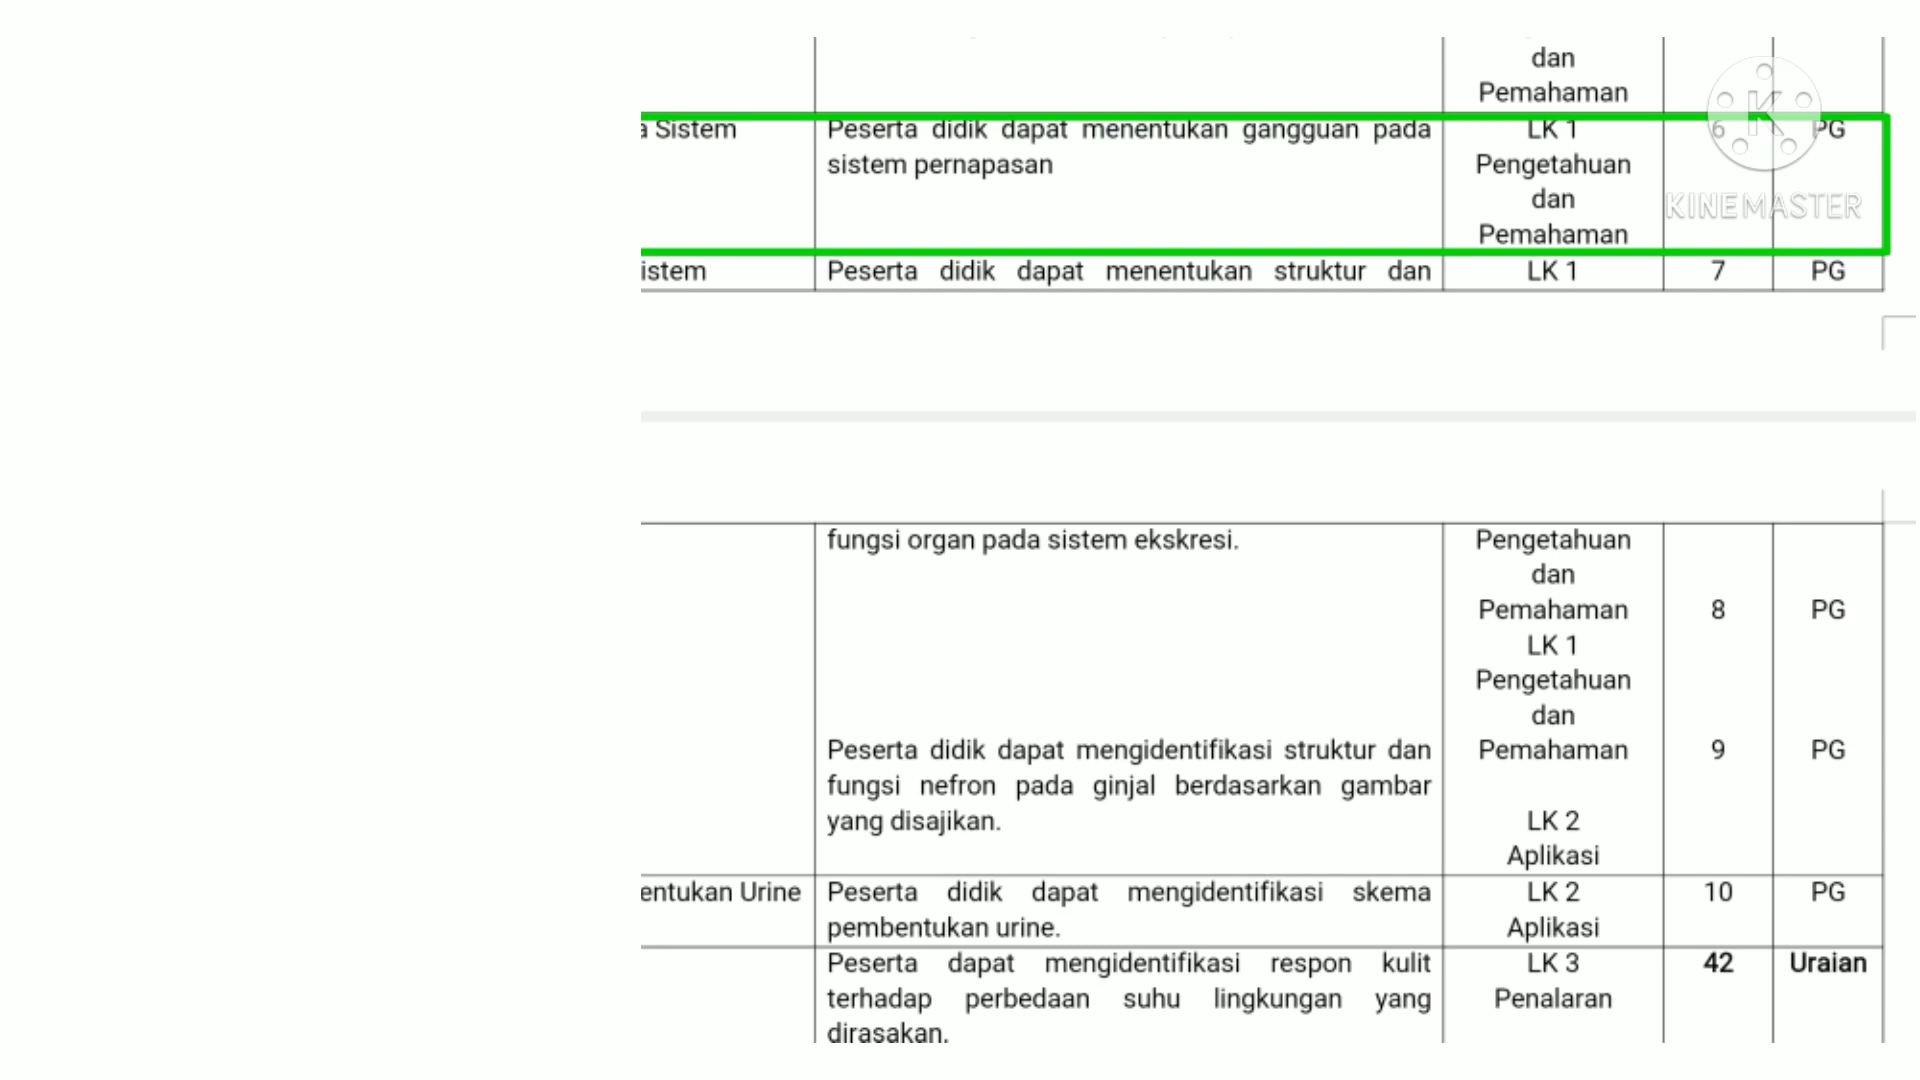 dan
Pemahaman
a Sistem
Peserta didik dapat menentukan gangguan pada
sistem pernapasan
LK 1
Pengetahuan
dan
Pemahaman
6
PG
KINEMASTER
istem
Peserta didik dapat menentukan struktur dan
LK 1
7
PG
fungsi organ pada sistem ekskresi.
Pengetahuan
dan
Pemahaman
8
PG
LK 1
Pengetahuan
dan
Peserta didik dapat mengidentifikasi struktur dan
Pemahaman
9
PG
fungsi nefron pada ginjal berdasarkan gambar
yang disajikan.
LK 2
Aplikasi
entukan Urine
Peserta didik dapat mengidentifikasi skema
pembentukan urine.
LK 2
Aplikasi
10
PG
Peserta dapat mengidentifikasi respon kulit
terhadap perbedaan suhu lingkungan yang
dirasakan.
LK 3
Penalaran
42
Uraian